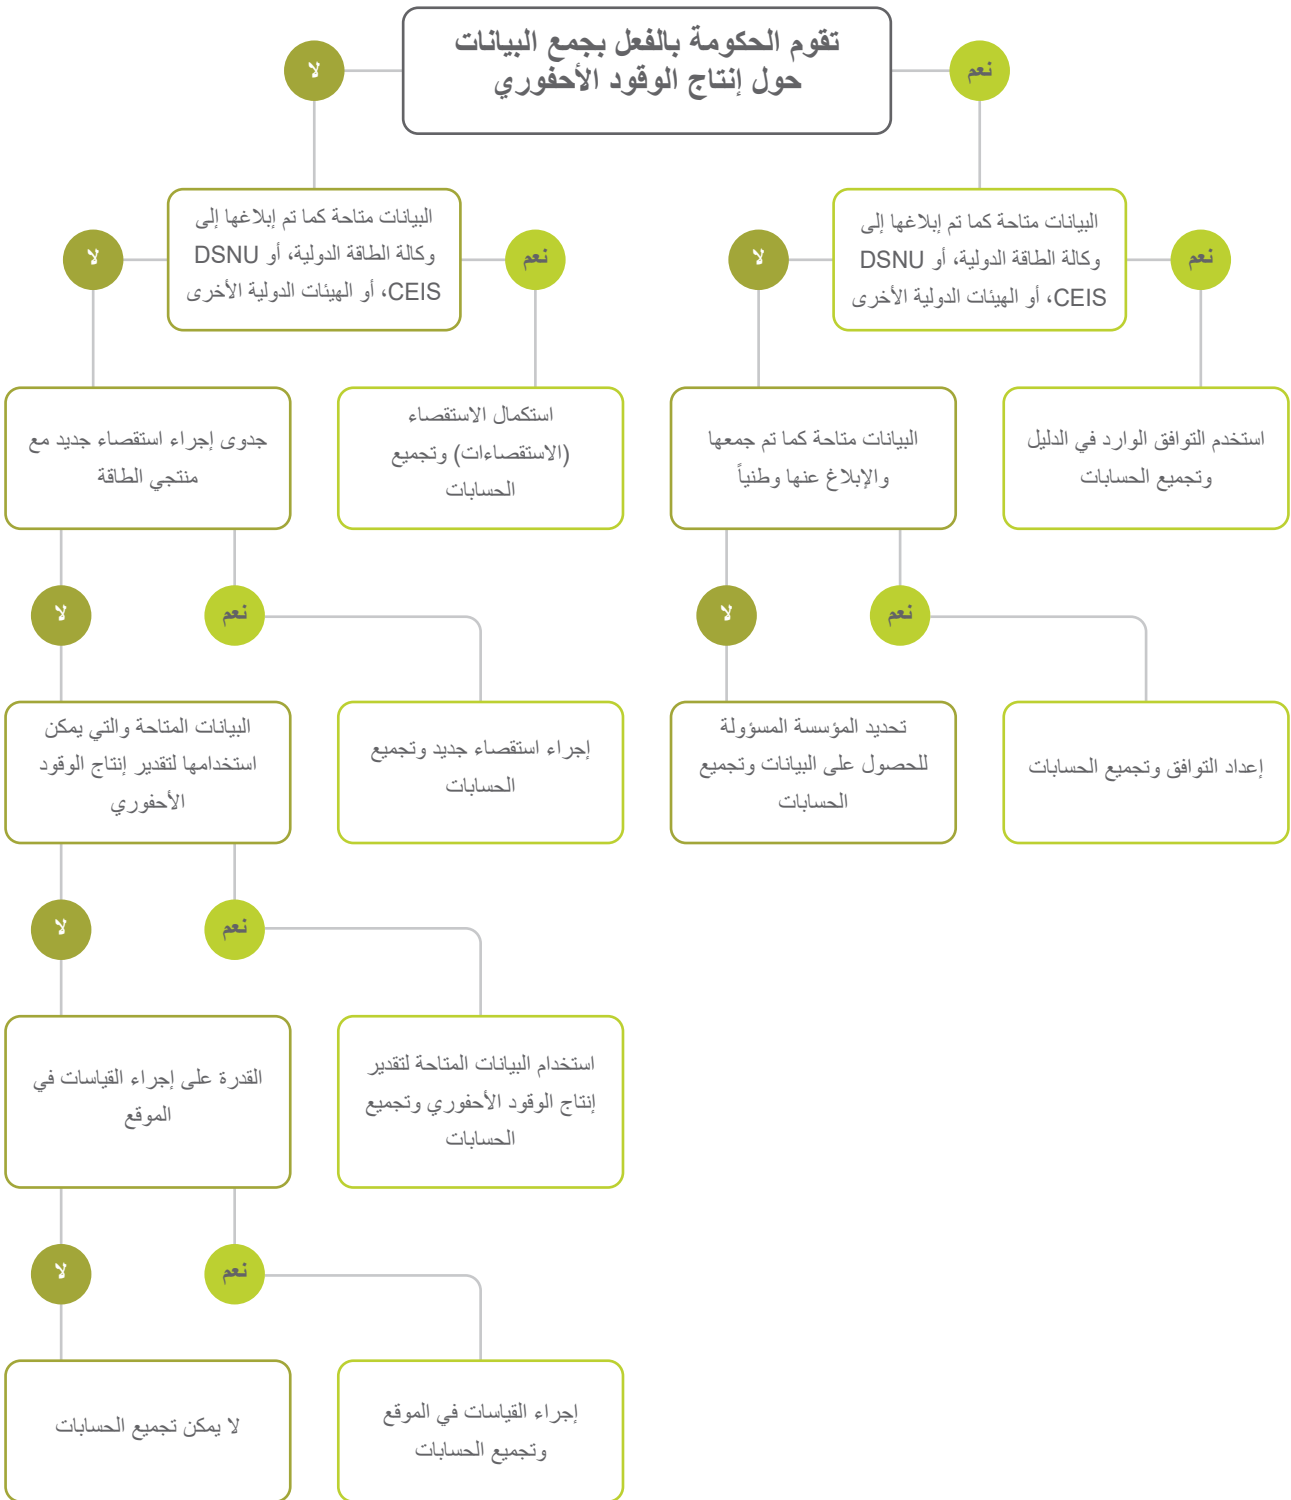 تقوم الحكومة بالفعل بجمع البيانات
حول إنتاج الوقود الأحفوري
نعم
لا
البيانات متاحة كما تم إبلاغها إلى
وكالة الطاقة الدولية، أو DSNU
CEIS، أو الهيئات الدولية الأخرى
نعم
لا
البيانات متاحة كما تم إبلاغها إلى
وكالة الطاقة الدولية، أو DSNU
CEIS، أو الهيئات الدولية الأخرى
نعم
لا
استخدم التوافق الوارد في الدليل
وتجميع الحسابات
البيانات متاحة كما تم جمعها
والإبلاغ عنها وطنياً
استكمال الاستقصاء
(الاستقصاءات) وتجميع
الحسابات
جدوى إجراء استقصاء جديد مع
منتجي الطاقة
نعم
لا
نعم
لا
إعداد التوافق وتجميع الحسابات
تحديد المؤسسة المسؤولة
للحصول على البيانات وتجميع
الحسابات
إجراء استقصاء جديد وتجميع
الحسابات
البيانات المتاحة والتي يمكن
استخدامها لتقدير إنتاج الوقود
الأحفوري
نعم
لا
استخدام البيانات المتاحة لتقدير
إنتاج الوقود الأحفوري وتجميع
الحسابات
القدرة على إجراء القياسات في
الموقع
نعم
لا
إجراء القياسات في الموقع
وتجميع الحسابات
لا يمكن تجميع الحسابات